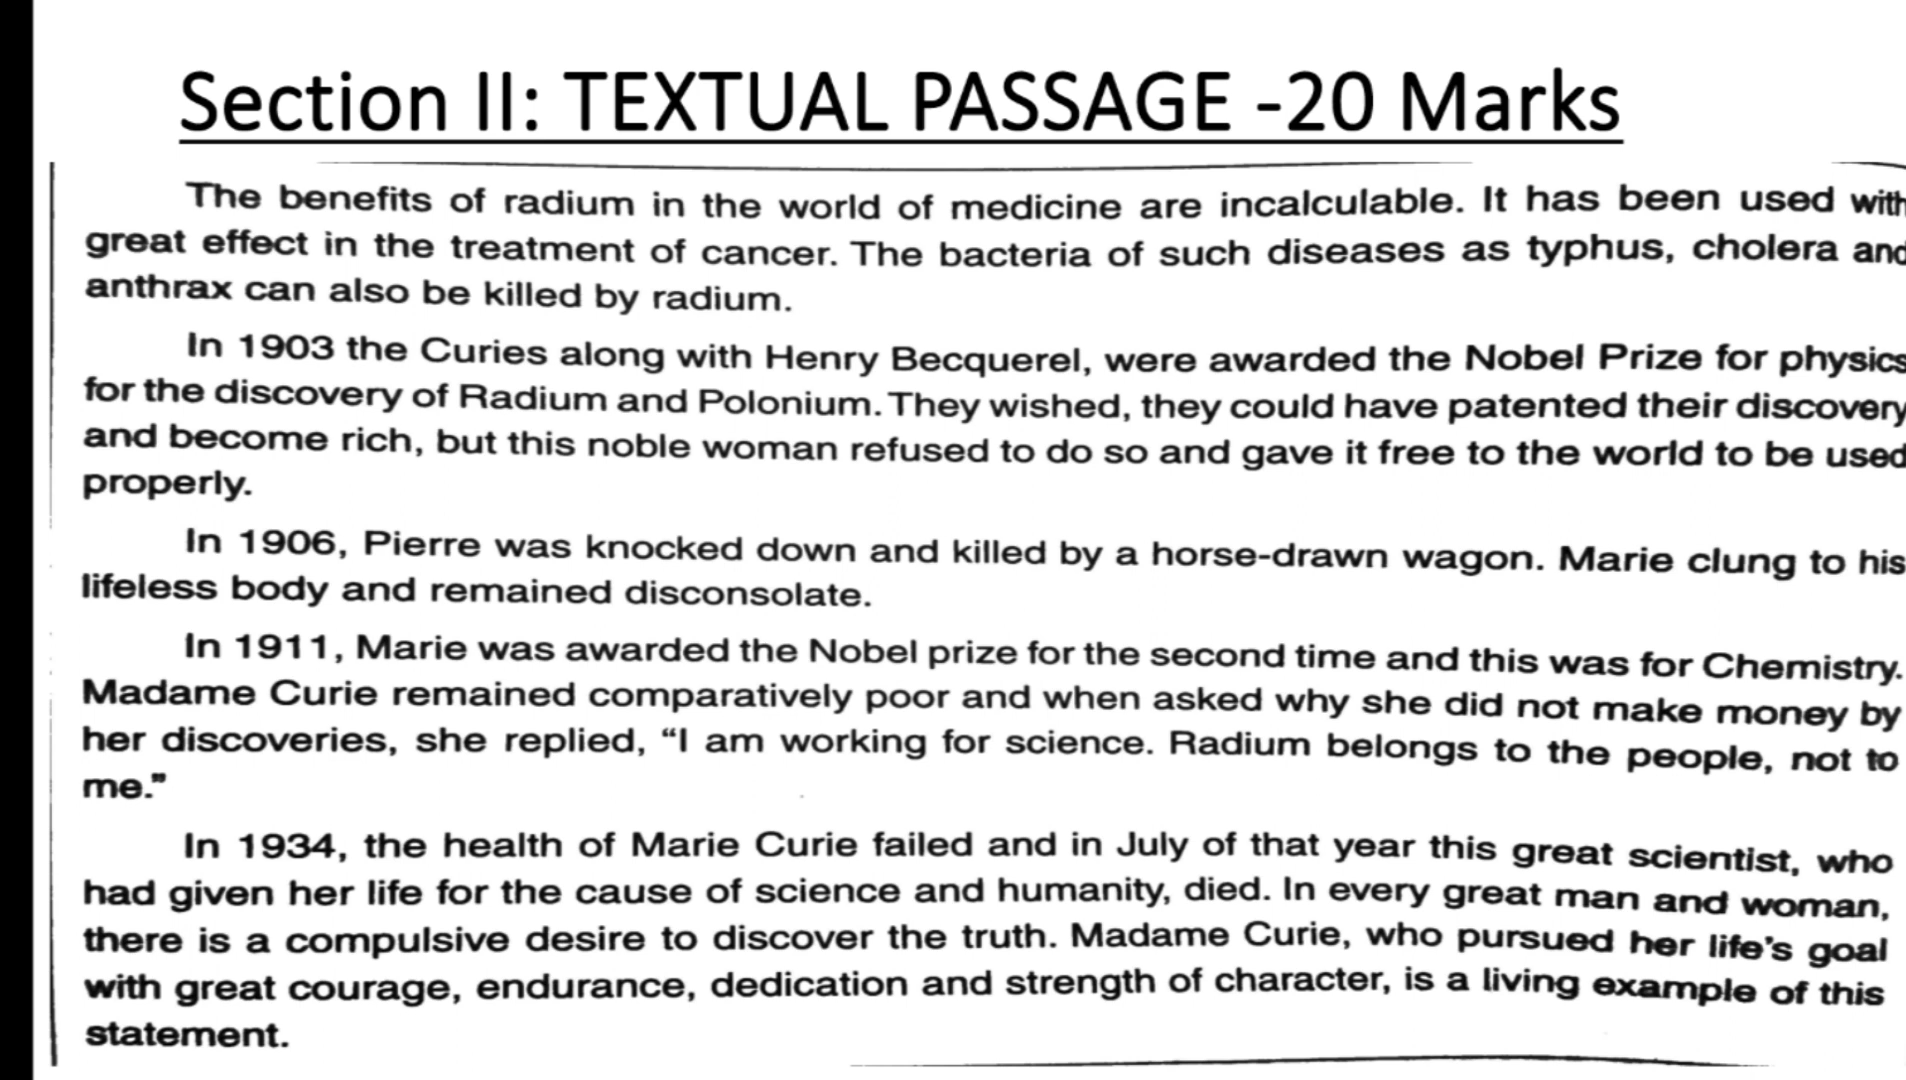 Section II: TEXTUAL PASSAGE -20 Marks
The benefits of radium in the world of medicine are incalculable. It has been used with
great effect in the treatment of cancer. The bacteria of such diseases as typhus, cholera and
anthrax can also be killed by radium.
In 1903 the Curies along with Henry Becquerel, were awarded the Nobel Prize for physics
for the discovery of Radium and Polonium. They wished, they could have patented their discovery
and become rich, but this noble woman refused to do so and gave it free to the world to be used
properly.
In 1906, Pierre was knocked down and killed by a horse-drawn wagon. Marie clung to his
lifeless body and remained disconsolate.
In 1911, Marie was awarded the Nobel prize for the second time and this was for Chemistry.
Madame Curie remained comparatively poor and when asked why she did not make money by
her discoveries, she replied, “I am working for science. Radium belongs to the people, not to
me.”
In 1934, the health of Marie Curie failed and in July of that year this great scientist, who
had given her life for the cause of science and humanity, died. In every great man and woman,
there is a compulsive desire to discover the truth. Madame Curie, who pursued her life's goal
with great courage, endurance, dedication and strength of character, is a living example of this
statement.